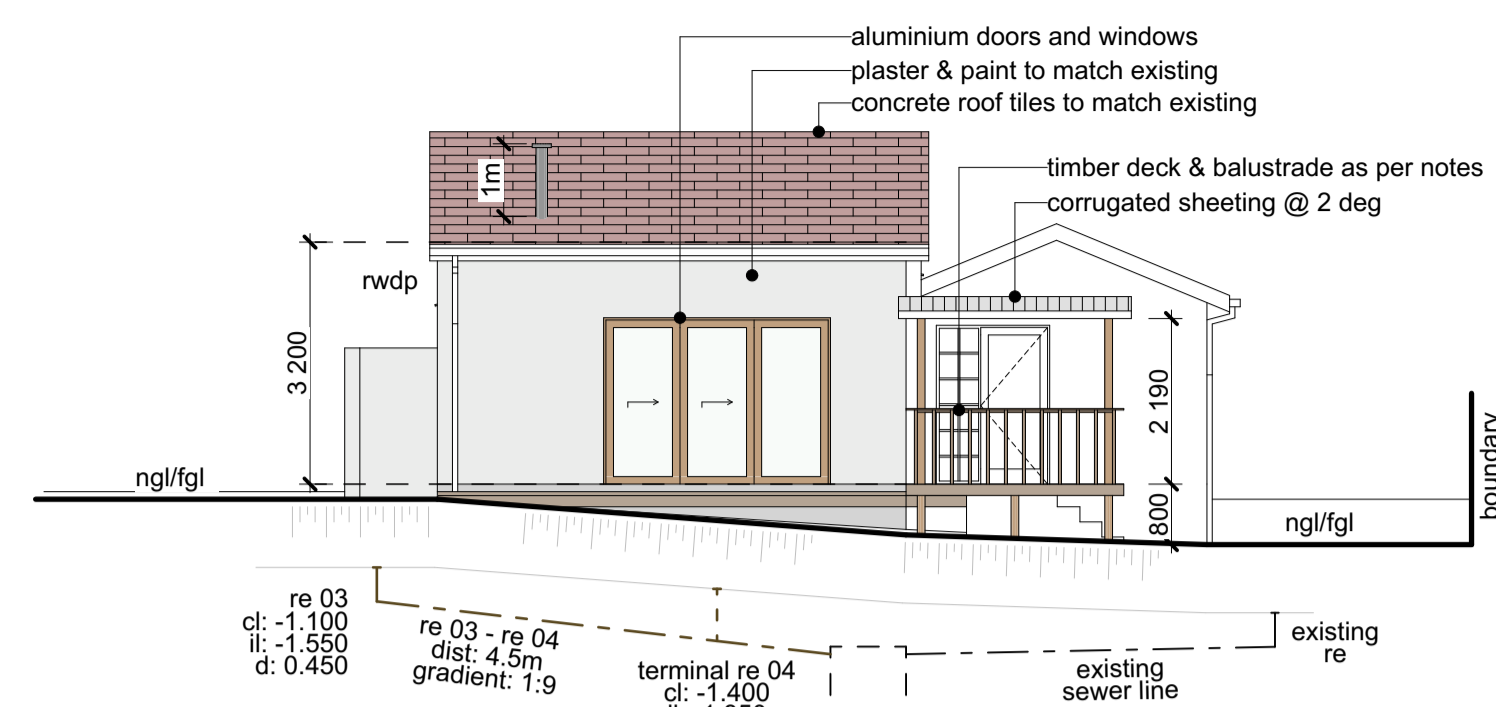 aluminium doors and windows
plaster & paint to match existing
concrete roof tiles to match existing
timber deck & balustrade as per notes
corrugated sheeting @ 2 deg
1m
rwdp
3 200
2 190
800
ngl/fgl
ngl/fgl
boundary
re 03
cl: -1.100
il: -1.550
d: 0.450
re 03 - re 04
dist: 4.5m
gradient: 1:9
terminal re 04
cl: -1.400
existing
sewer line
existing
re